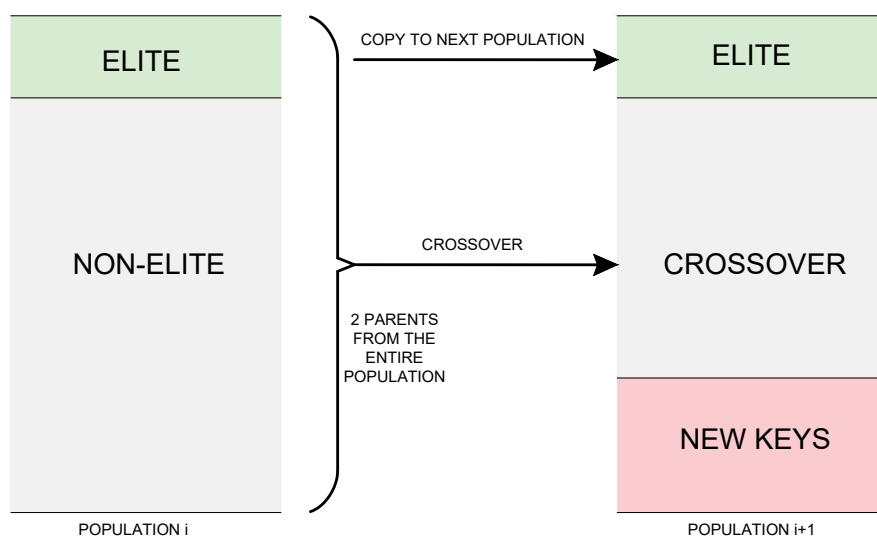 ELITE
COPY TO NEXT POPULATION
ELITE
NON-ELITE
CROSSOVER
CROSSOVER
2 PARENTS
FROM THE
ENTIRE
POPULATION
NEW KEYS
POPULATION i
POPULATION i+1